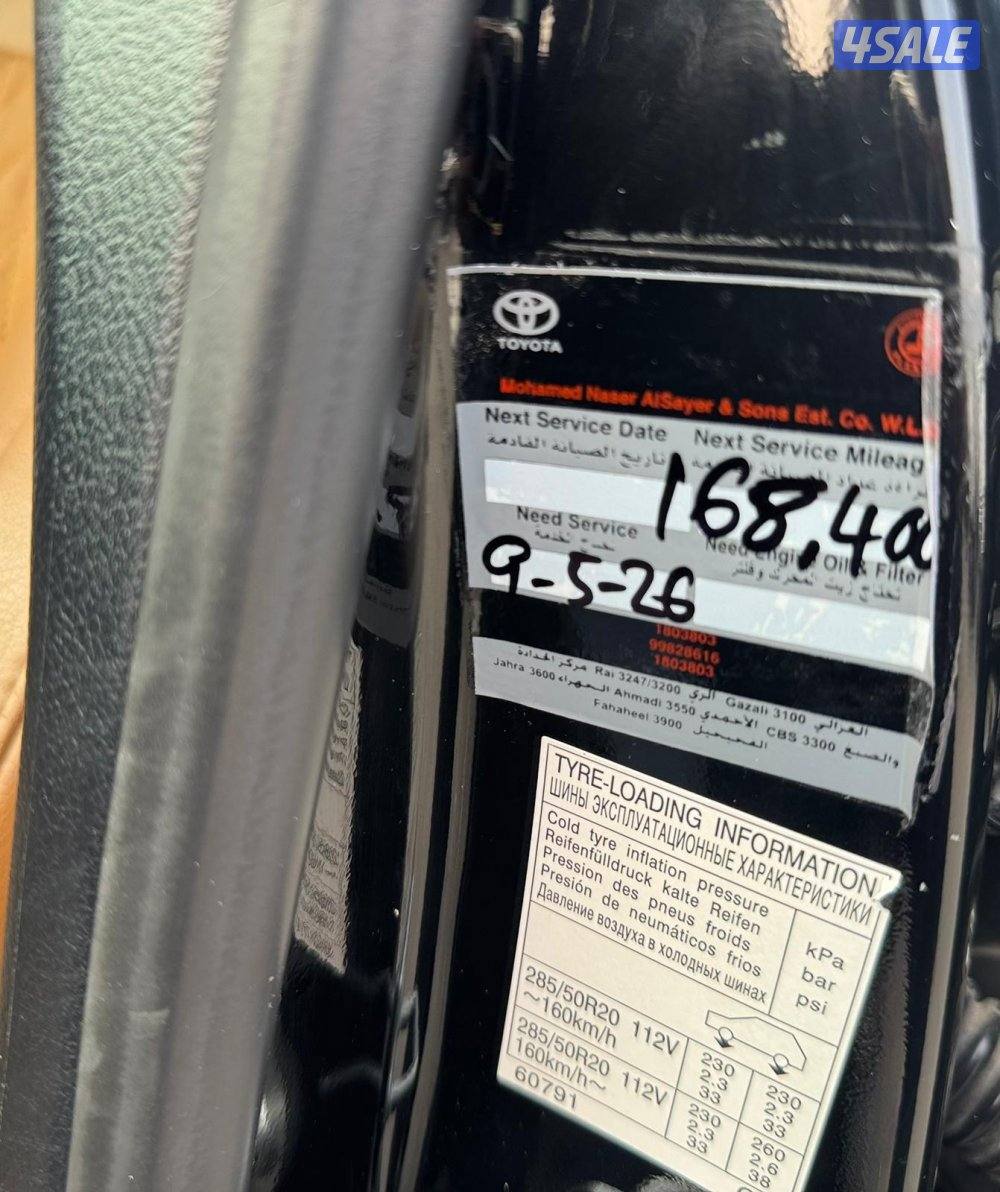 4SALE
TOYOTA
Mohamed Naser AlSayer & Sons Est. Co. W.L.
Next Service Date Next Service Mileag
تاريخ الصيانة القادمة
168,400
Need Service Need Engine Oil & Filter
9-5-26
1803803
99828616
1803803
Rai 3247/3200 الري Gazali 3100 الغزالي
Jahra 3600 الجهراء Ahmadi 3550 الأحمدي CBS 3300 والصبغ
Fahaheel 3900 الفحيحيل
TYRE-LOADING INFORMATION
ШИНЫ ЭКСПЛУАТАЦИОННЫЕ ХАРАКТЕРИСТИКИ
Cold tyre inflation pressure
Reifenfülldruck kalte Reifen
Pression des pneus froids
Presión de neumáticos frios
Давление воздуха в холодных шинах
kPa
bar
psi
285/50R20 112V
~160km/h
230
2.3
33
230
2.3
33
285/50R20 112V
160km/h~
230
2.3
33
260
2.6
38
60791